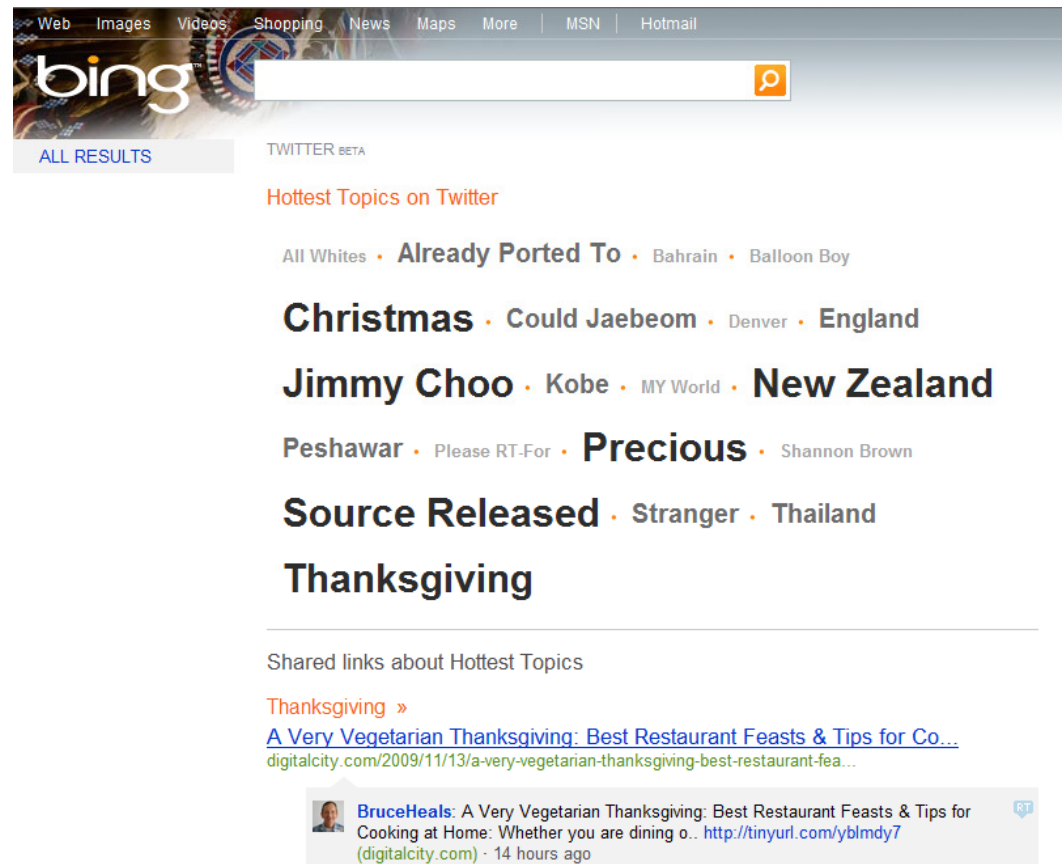 Web Images Videos Shopping News Maps More | MSN | Hotmail
bing™
ALL RESULTS
TWITTER BETA
Hottest Topics on Twitter
All Whites · Already Ported To · Bahrain · Balloon Boy
Christmas · Could Jaebeom · Denver · England
Jimmy Choo · Kobe · MY World · New Zealand
Peshawar · Please RT-For · Precious · Shannon Brown
Source Released · Stranger · Thailand
Thanksgiving
Shared links about Hottest Topics
Thanksgiving »
A Very Vegetarian Thanksgiving: Best Restaurant Feasts & Tips for Co...
digitalcity.com/2009/11/13/a-very-vegetarian-thanksgiving-best-restaurant-fea...
BruceHeals: A Very Vegetarian Thanksgiving: Best Restaurant Feasts & Tips for RT
Cooking at Home: Whether you are dining o.. http://tinyurl.com/yblmdy7
(digitalcity.com) · 14 hours ago